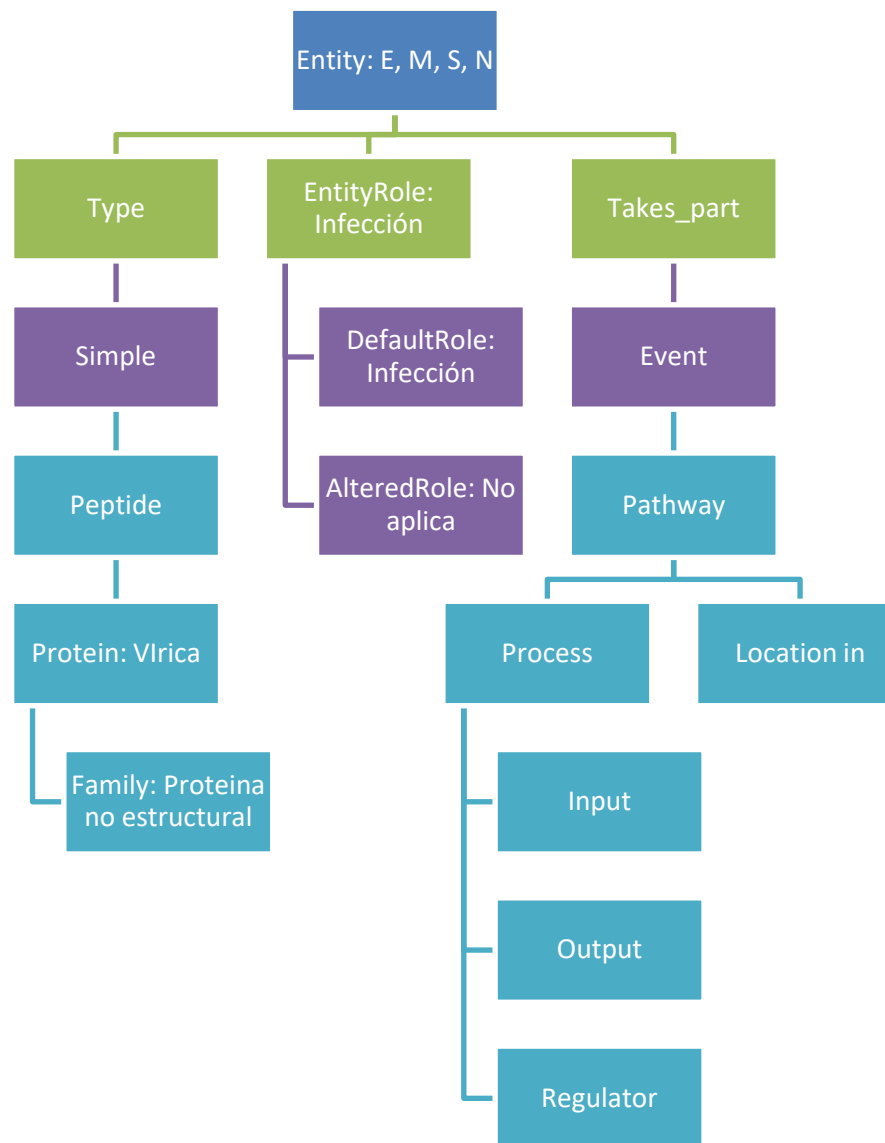 Entity: E, M, S, N
Type
EntityRole:
Infección
Takes_part
Simple
DefaultRole:
Infección
Event
Peptide
AlteredRole: No
aplica
Pathway
Protein: VIrica
Process
Location in
Family: Proteina
no estructural
Input
Output
Regulator